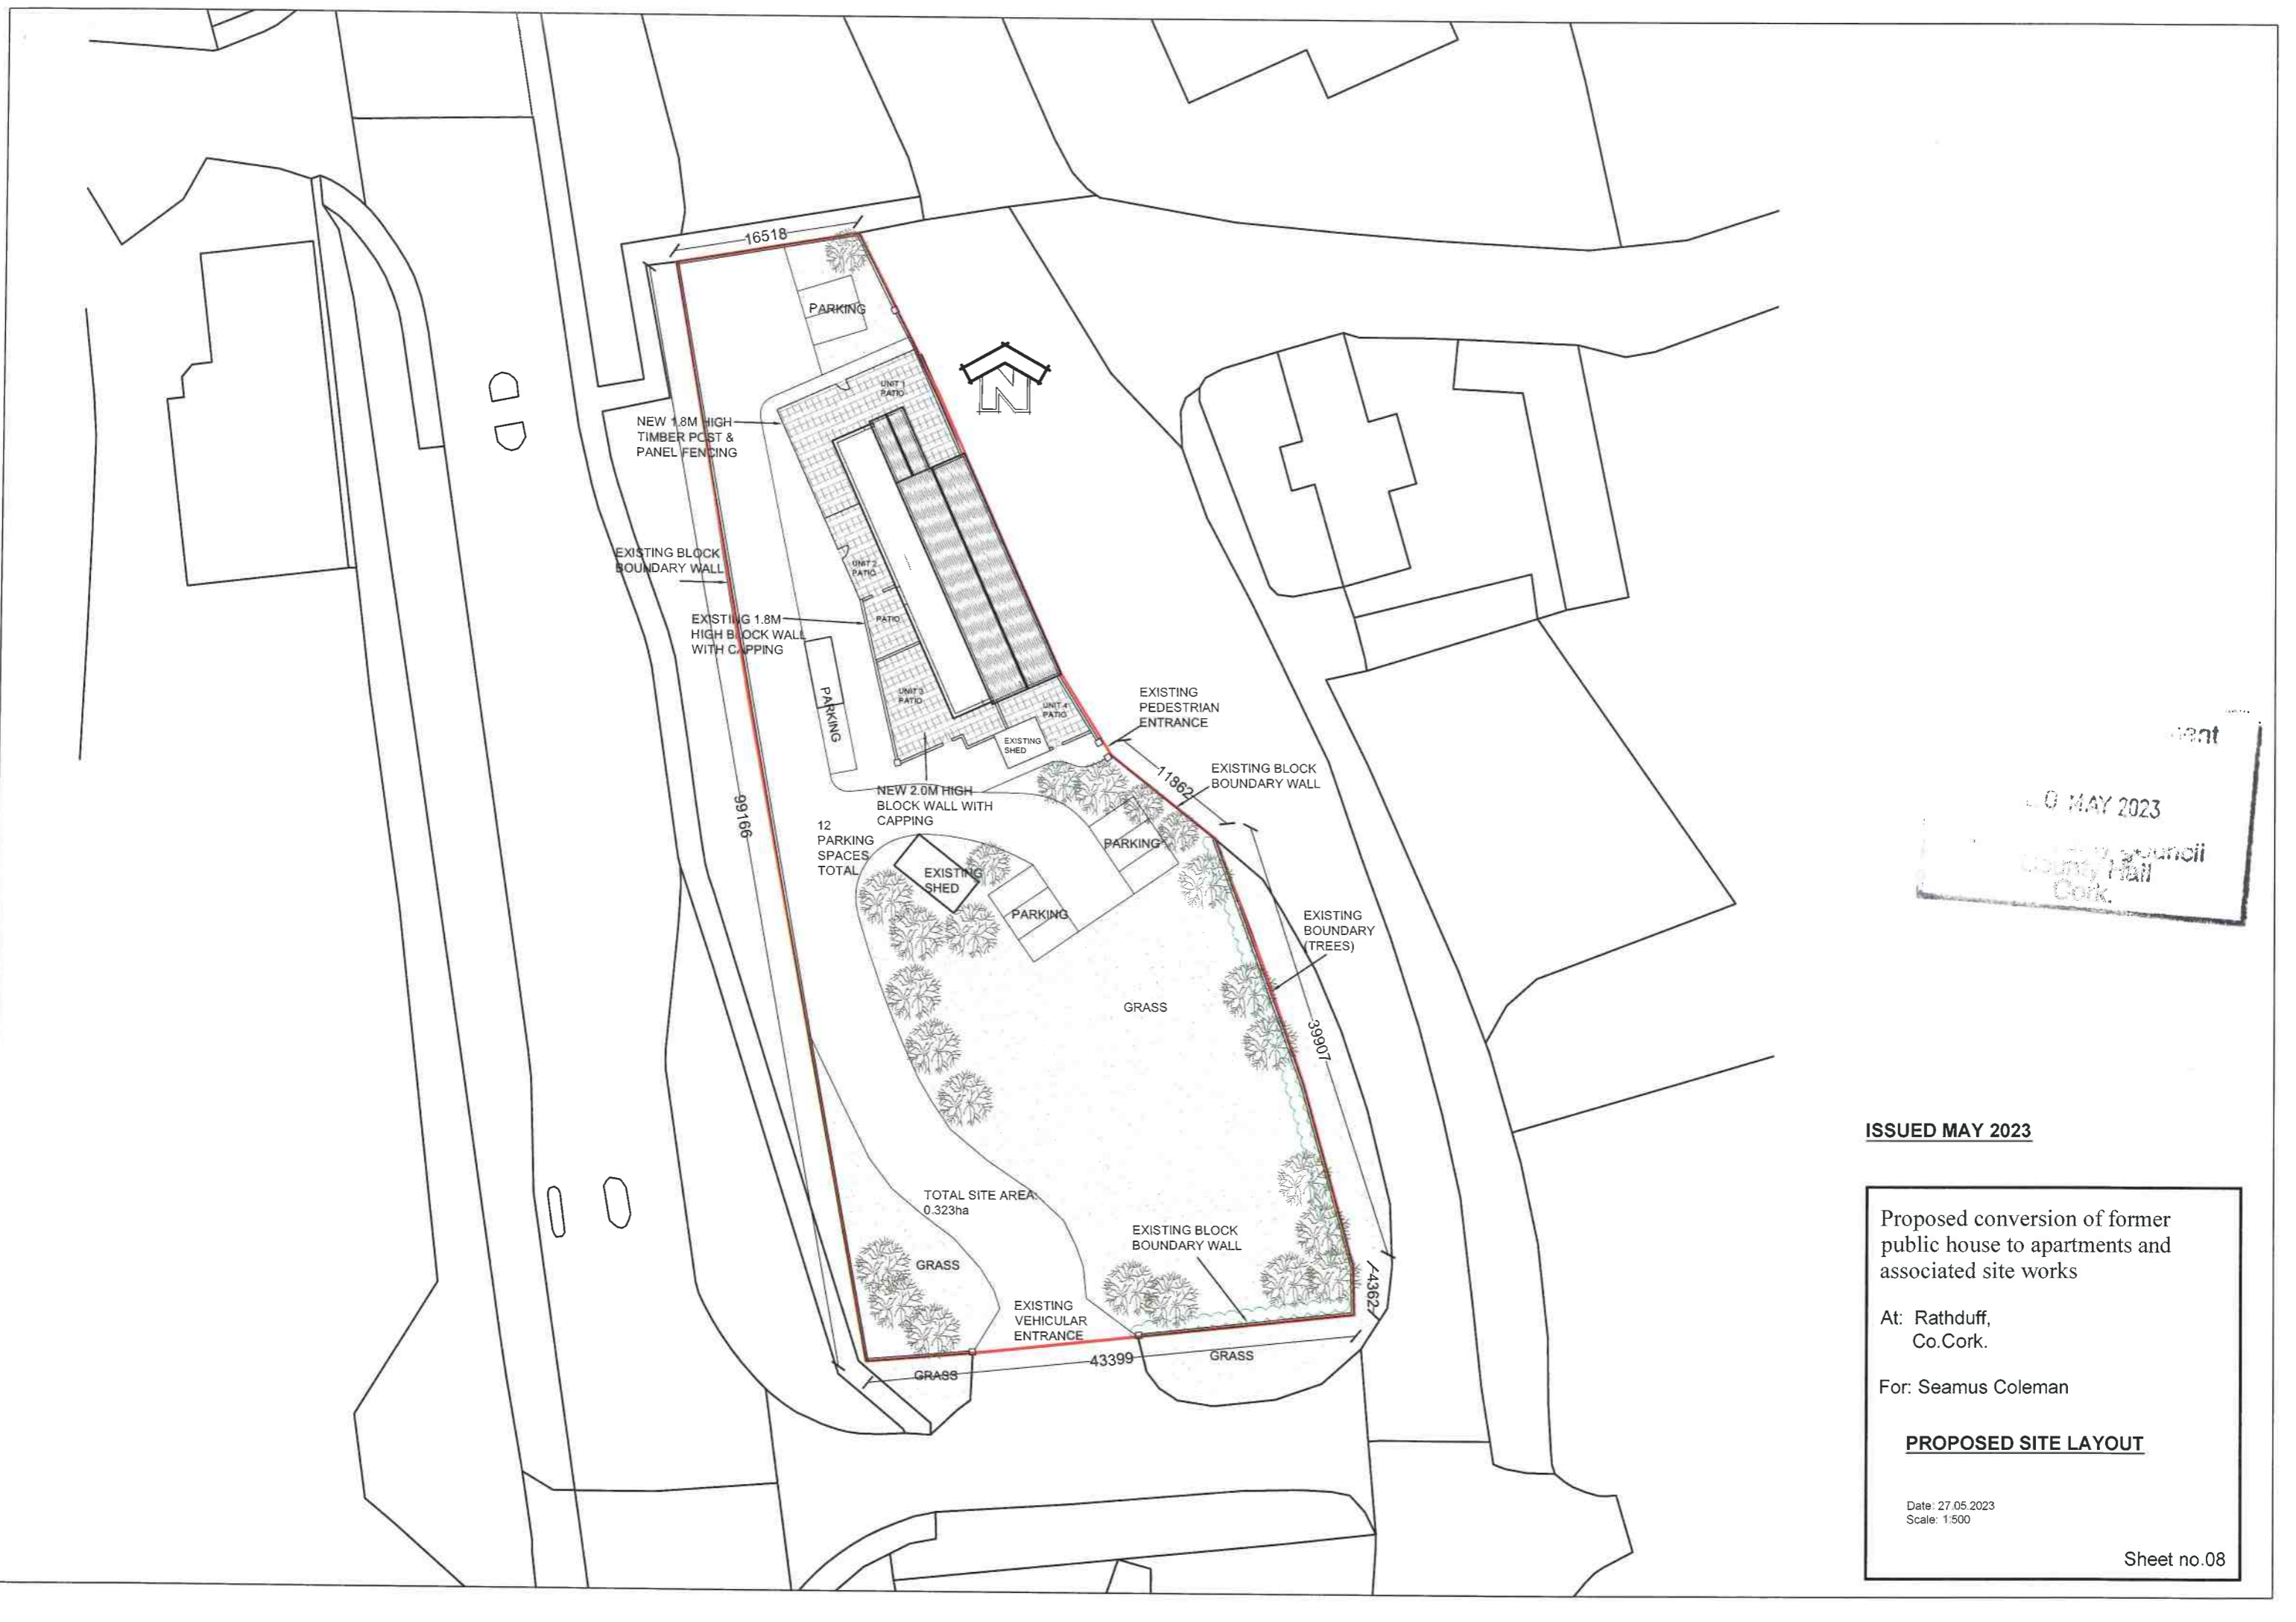 16518
PARKING
N
UNIT 1
PATIO
NEW 1.8M HIGH
TIMBER POST &
PANEL FENCING
EXISTING BLOCK
BOUNDARY WALL
UNIT 2
PATIO
EXISTING 1.8M
HIGH BLOCK WALL
WITH CAPPING
PATIO
PARKING
UNIT 3
PATIO
UNIT 4
PATIO
EXISTING
SHED
EXISTING
PEDESTRIAN
ENTRANCE
11862
EXISTING BLOCK
BOUNDARY WALL
99166
NEW 2.0M HIGH
BLOCK WALL WITH
CAPPING
12
PARKING
SPACES
TOTAL
EXISTING
SHED
PARKING
PARKING
EXISTING
BOUNDARY
(TREES)
39907
GRASS
TOTAL SITE AREA:
0.323ha
GRASS
EXISTING BLOCK
BOUNDARY WALL
EXISTING
VEHICULAR
ENTRANCE
4362
43399
GRASS
GRASS
MAY 2023
County Hall
Cork.
ISSUED MAY 2023
Proposed conversion of former
public house to apartments and
associated site works
At: Rathduff,
Co.Cork.
For: Seamus Coleman
PROPOSED SITE LAYOUT
Date: 27.05.2023
Scale: 1:500
Sheet no.08